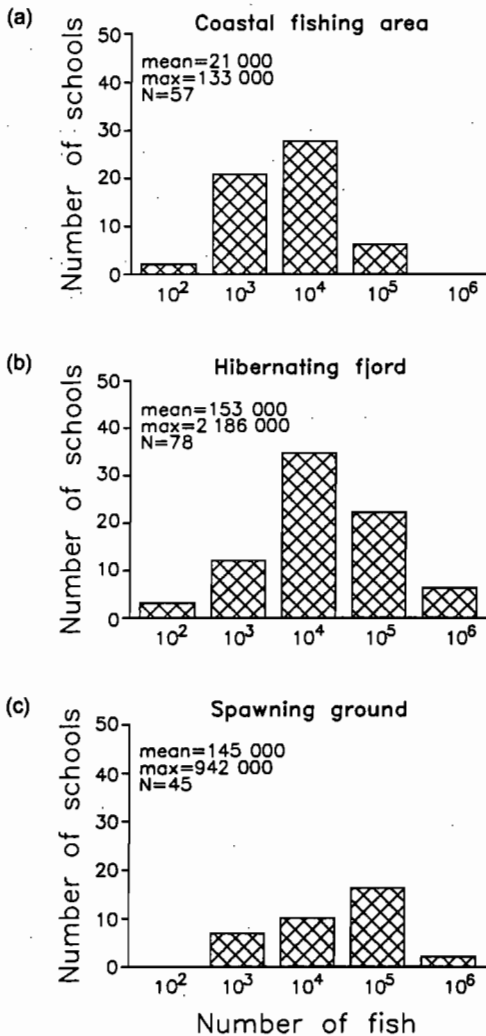 (a)
Coastal fishing area
Number of schools
50
40
30
20
10
0
mean=21 000
max=133 000
N=57
10² 10³ 10⁴ 10⁵ 10⁶
(b)
Hibernating fjord
Number of schools
50
40
30
20
10
0
mean=153 000
max=2 186 000
N=78
10² 10³ 10⁴ 10⁵ 10⁶
(c)
Spawning ground
Number of schools
50
40
30
20
10
0
mean=145 000
max=942 000
N=45
10² 10³ 10⁴ 10⁵ 10⁶
Number of fish